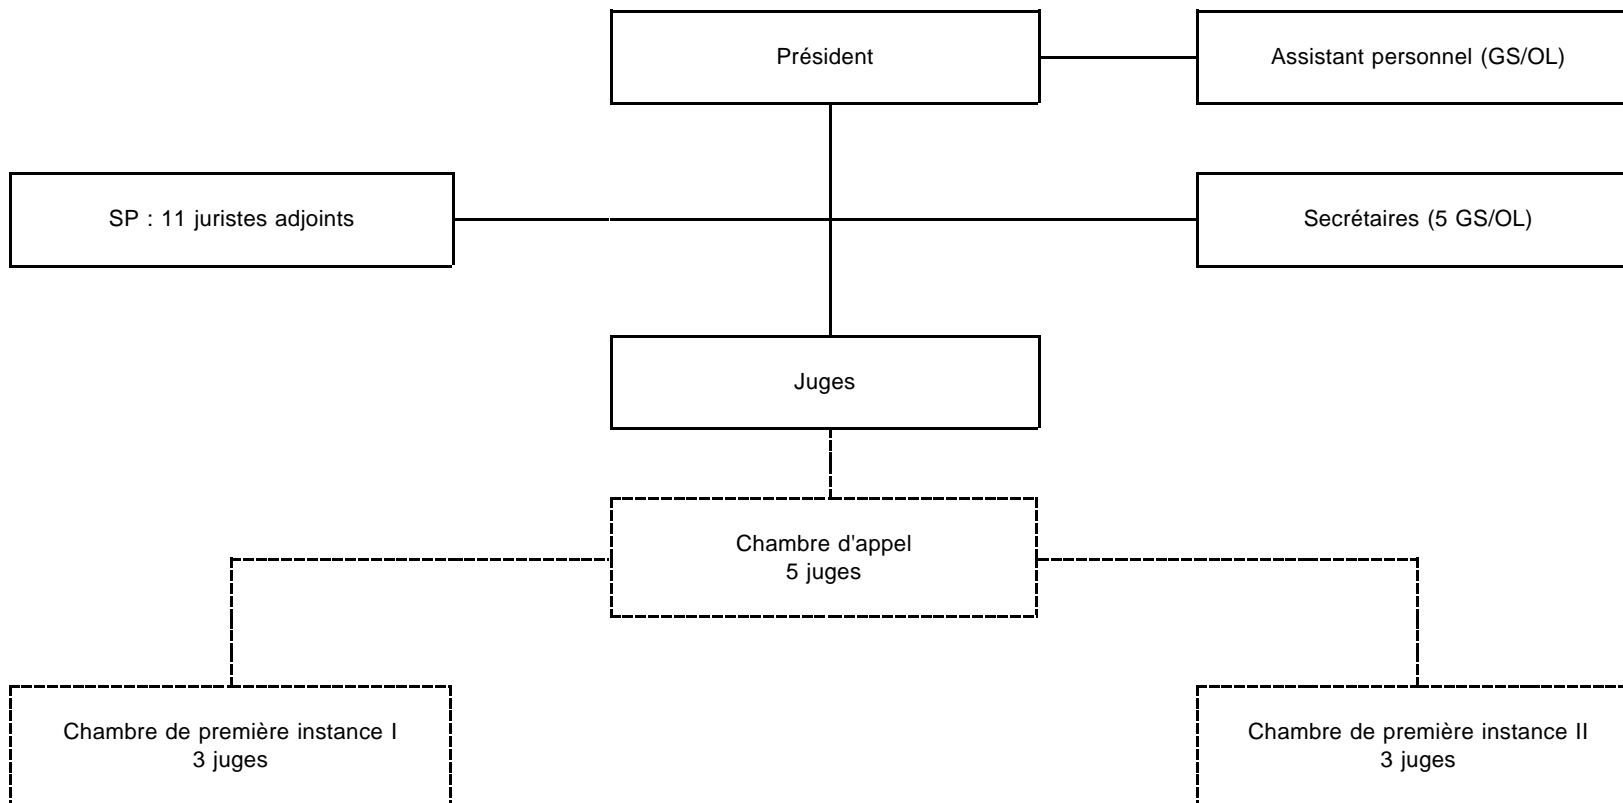 Président
Assistant personnel (GS/OL)
SP : 11 juristes adjoints
Secrétaires (5 GS/OL)
Juges
Chambre d'appel
5 juges
Chambre de première instance I
3 juges
Chambre de première instance II
3 juges